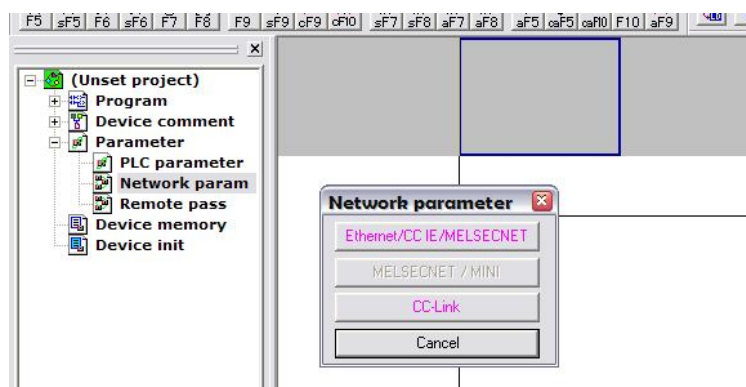 F5 sF5 F6 sF6 F7 F8 F9 sF9 cF9 cF10 sF7 sF8 aF7 aF8 aF5 caF5 caF10 F10 aF9
(Unset project)
Program
Device comment
Parameter
PLC parameter
Network param
Remote pass
Device memory
Device init
Network parameter
Ethernet/CC IE/MELSECNET
MELSECNET / MINI
CC-Link
Cancel